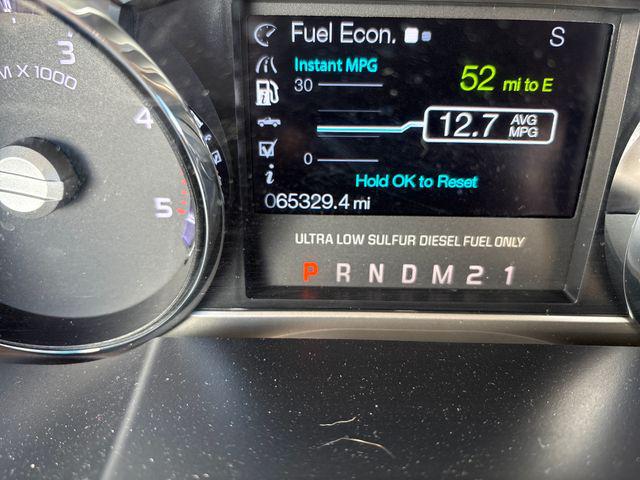 3
M X 1000
4
5
Fuel Econ.
S
Instant MPG
30
52 mi to E
12.7 AVG MPG
0
Hold OK to Reset
065329.4 mi
ULTRA LOW SULFUR DIESEL FUEL ONLY
P R N D M 2 1